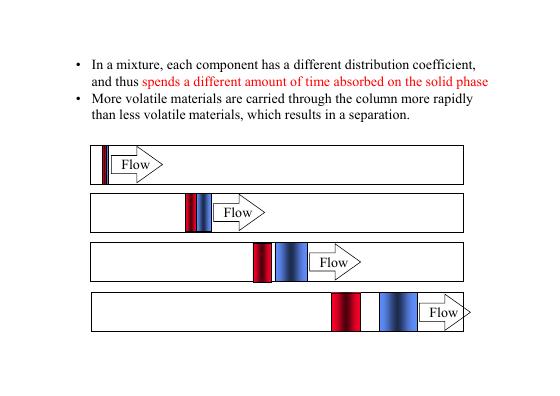 • In a mixture, each component has a different distribution coefficient,
and thus spends a different amount of time absorbed on the solid phase
• More volatile materials are carried through the column more rapidly
than less volatile materials, which results in a separation.
Flow
Flow
Flow
Flow